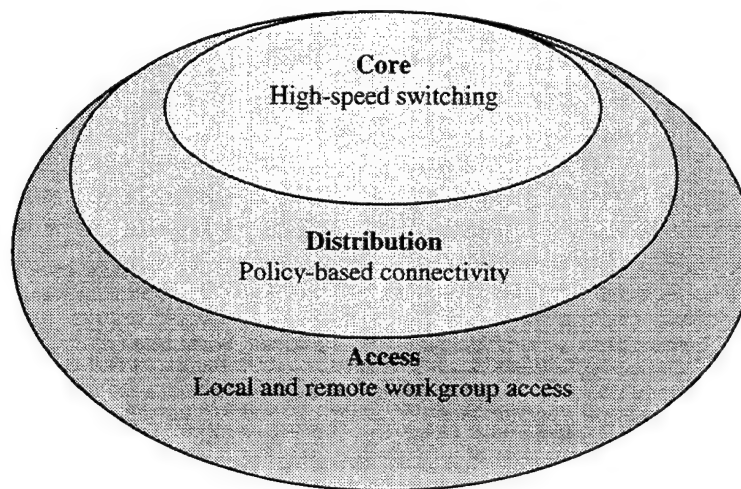 Core
High-speed switching
Distribution
Policy-based connectivity
Access
Local and remote workgroup access